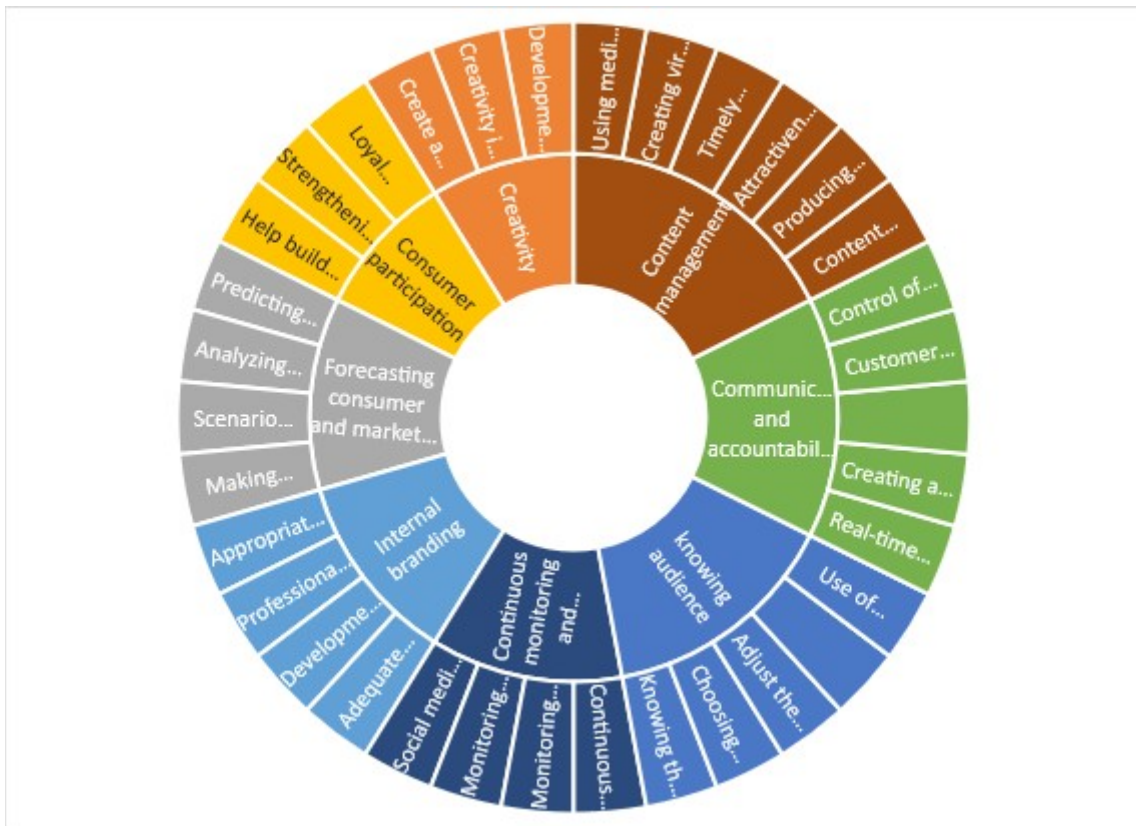 Content
management
Using medi...
Creating vir...
Timely...
Attractiven...
Producing...
Content...
Communic...
and
accountabil...
Control of...
Customer...
Creating a...
Real-time...
knowing
audience
Use of...
Adjust the...
Choosing...
Knowing th...
Continuous
monitoring
and...
Continuous...
Monitoring...
Monitoring...
Social medi...
Internal
branding
Adequate...
Developme...
Professiona...
Appropriat...
Forecasting
consumer
and market...
Making...
Scenario...
Analyzing...
Predicting...
Consumer
participation
Help build...
Strengtheni...
Loyal...
Creativity
Create a...
Creativity i...
Developme...